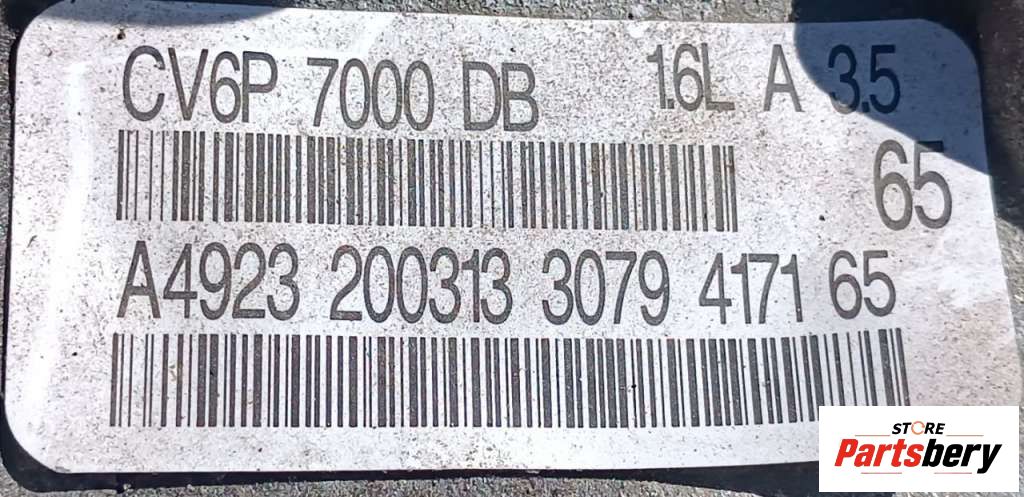 CV6P 7000 DB 1.6L A 3.5
65
A4923 200313 3079 4171 65
STORE
Partsbery